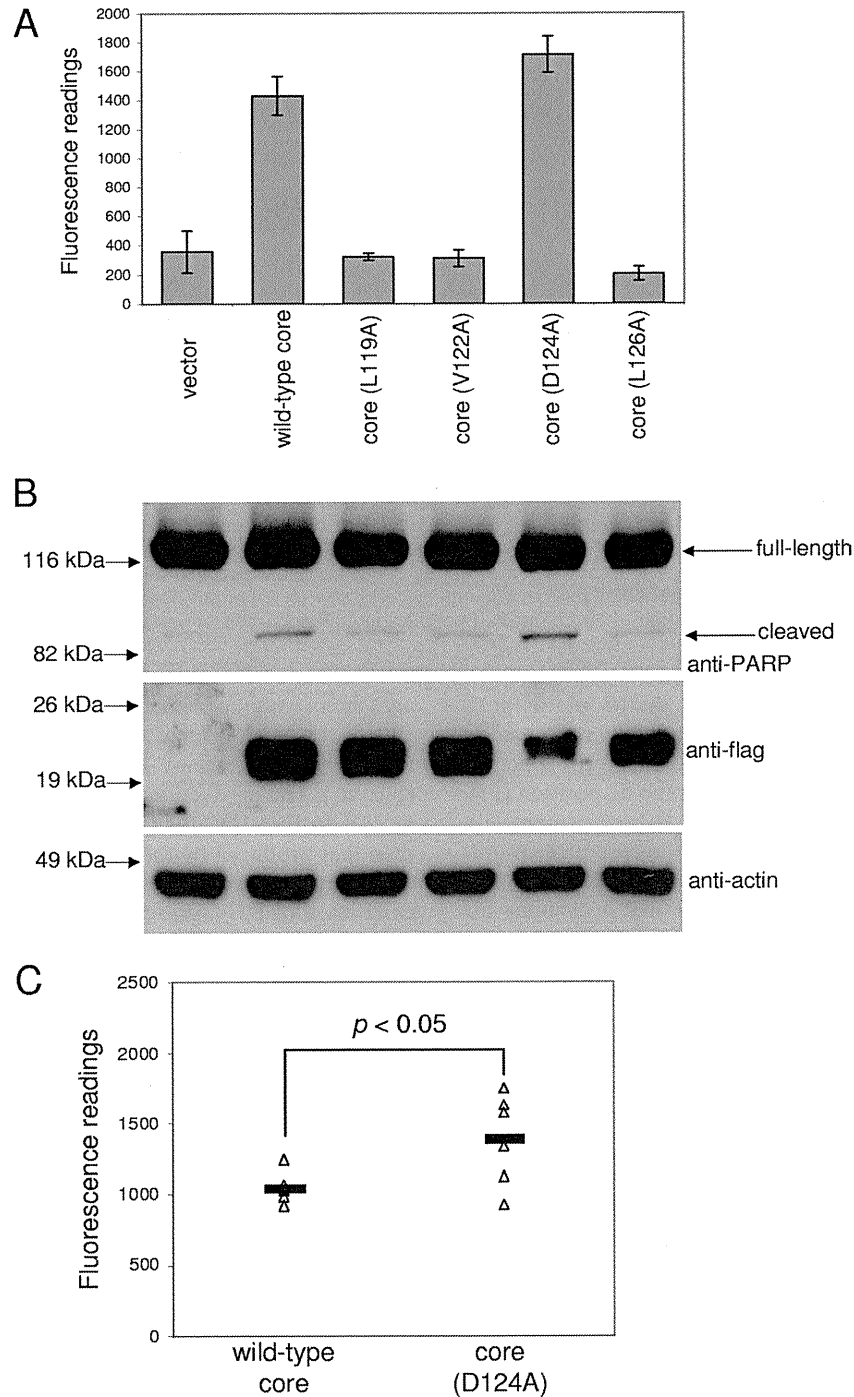 A
Fluorescence readings
2000
1800
1600
1400
1200
1000
800
600
400
200
0
vector
wild-type core
core (L119A)
core (V122A)
core (D124A)
core (L126A)
B
116 kDa
full-length
cleaved
82 kDa
anti-PARP
26 kDa
anti-flag
19 kDa
49 kDa
anti-actin
C
Fluorescence readings
2500
2000
1500
1000
500
0
p < 0.05
wild-type
core
core
(D124A)